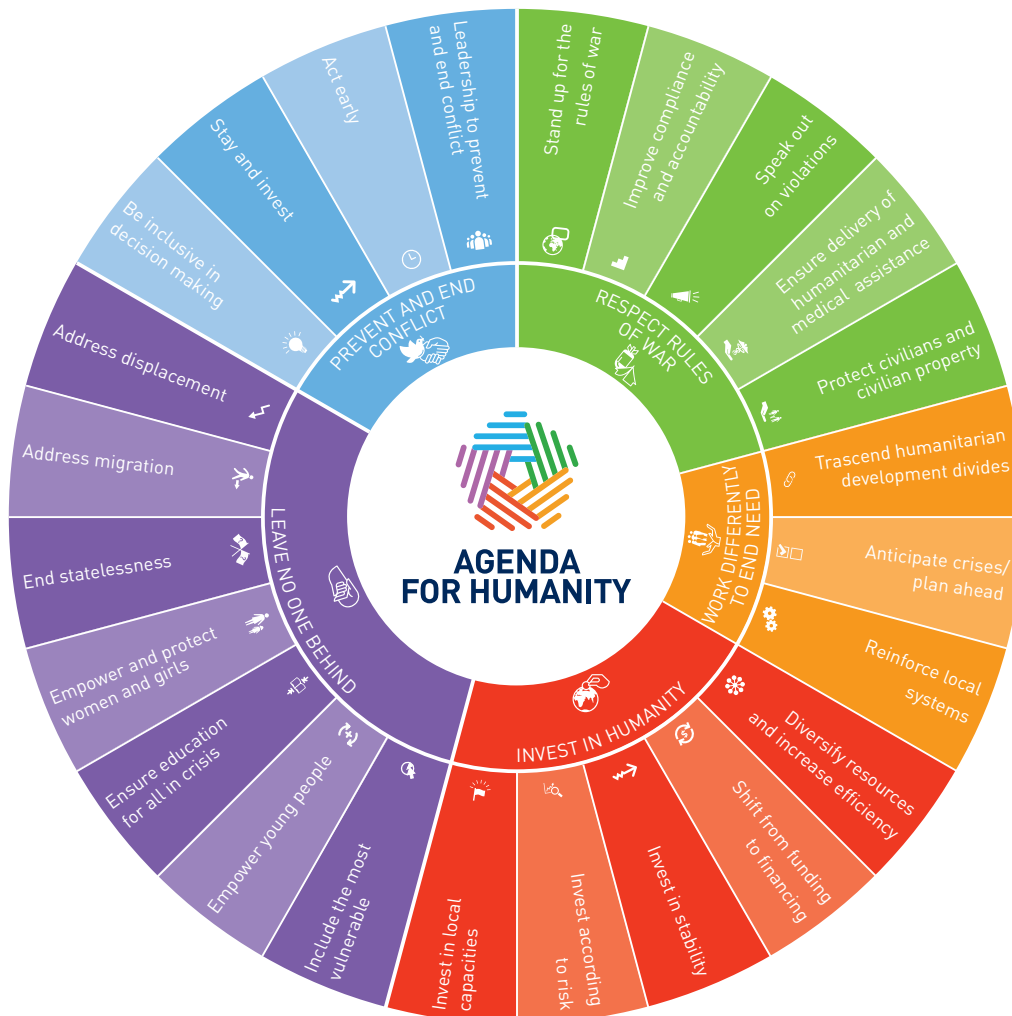 AGENDA
FOR HUMANITY
PREVENT AND END
CONFLICT
Be inclusive in
decision making
Stay and invest
Act early
Leadership to prevent
and end conflict
RESPECT RULES
OF WAR
Stand up for the
rules of war
Improve compliance
and accountability
Speak out
on violations
Ensure delivery of
humanitarian and
medical assistance
Protect civilians and
civilian property
WORK DIFFERENTLY
TO END NEED
Trascend humanitarian
development divides
Anticipate crises/
plan ahead
Reinforce local
systems
INVEST IN HUMANITY
Diversify resources
and increase efficiency
Shift from funding
to financing
Invest in stability
Invest according
to risk
Invest in local
capacities
LEAVE NO ONE BEHIND
Include the most
vulnerable
Empower young people
Ensure education
for all in crisis
Empower and protect
women and girls
End statelessness
Address migration
Address displacement